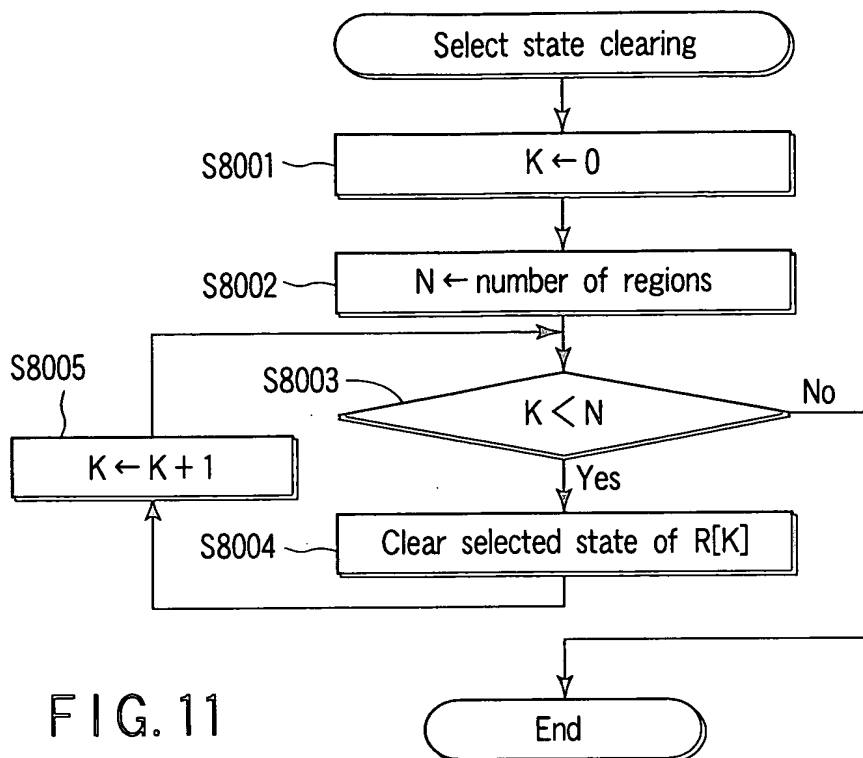 Select state clearing
S8001
K ← 0
S8002
N ← number of regions
S8005
S8003
K < N
No
K ← K + 1
Yes
S8004
Clear selected state of R[K]
FIG. 11
End